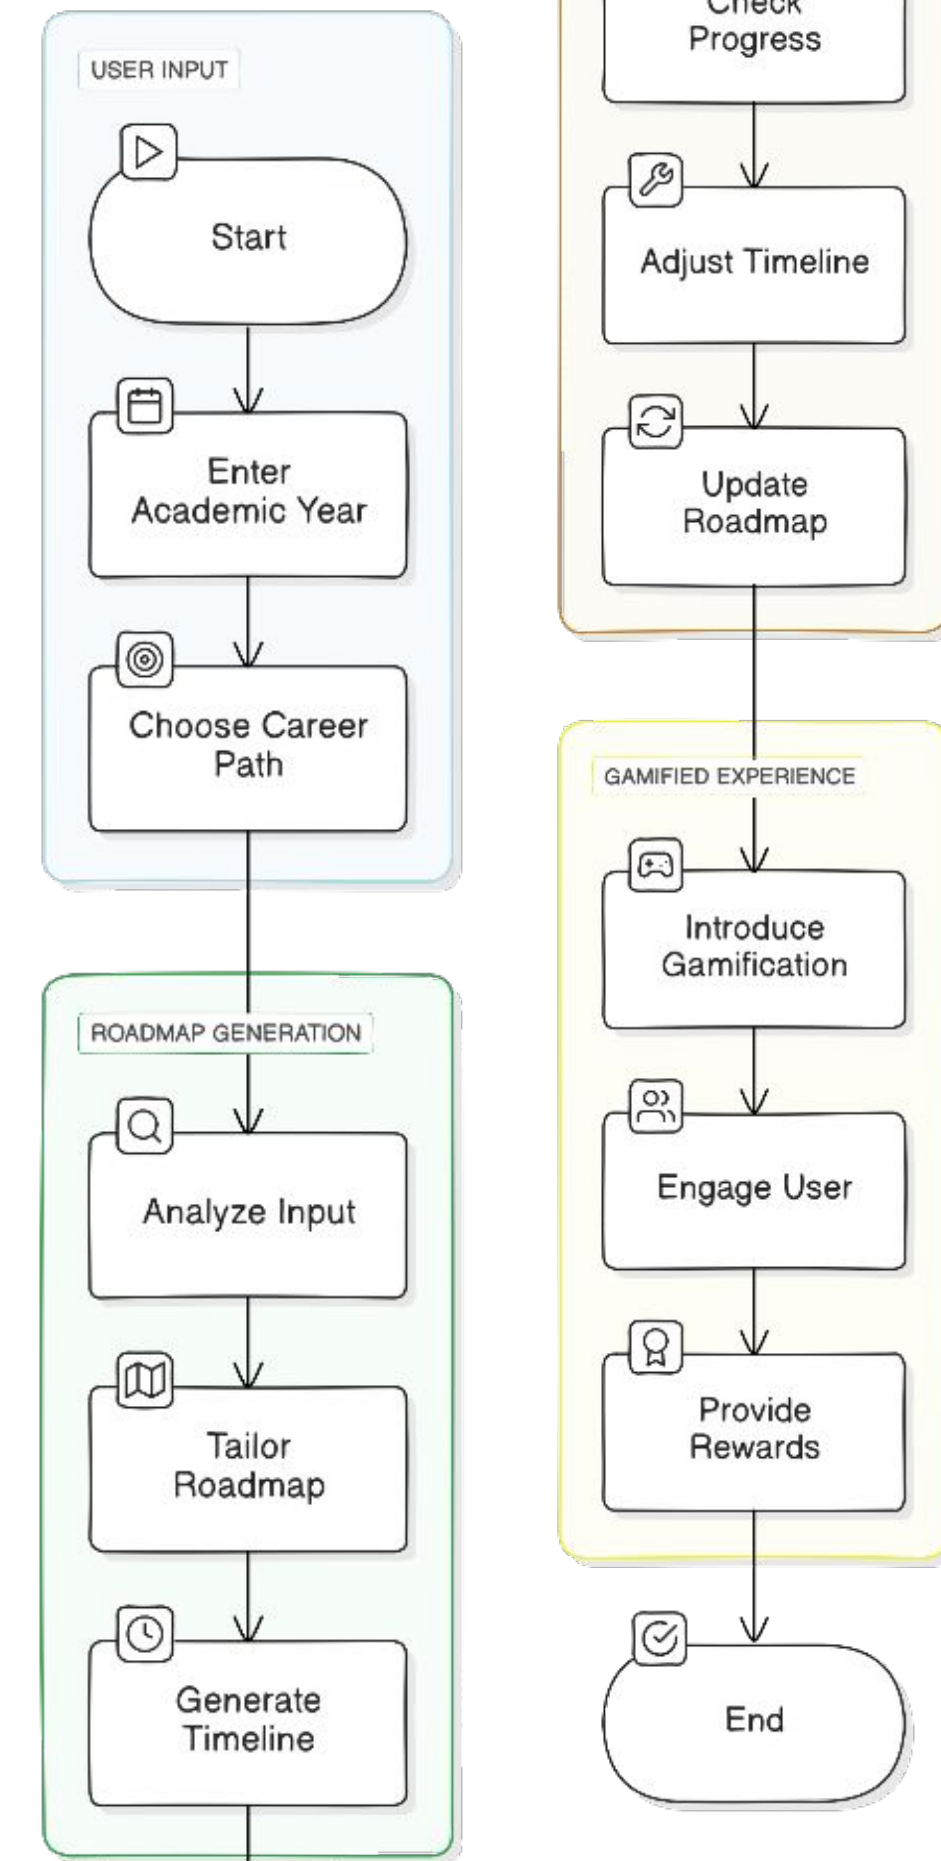 USER INPUT
Start
Enter
Academic Year
Choose Career
Path
ROADMAP GENERATION
Analyze Input
Tailor
Roadmap
Generate
Timeline
Check
Progress
Adjust Timeline
Update
Roadmap
GAMIFIED EXPERIENCE
Introduce
Gamification
Engage User
Provide
Rewards
End